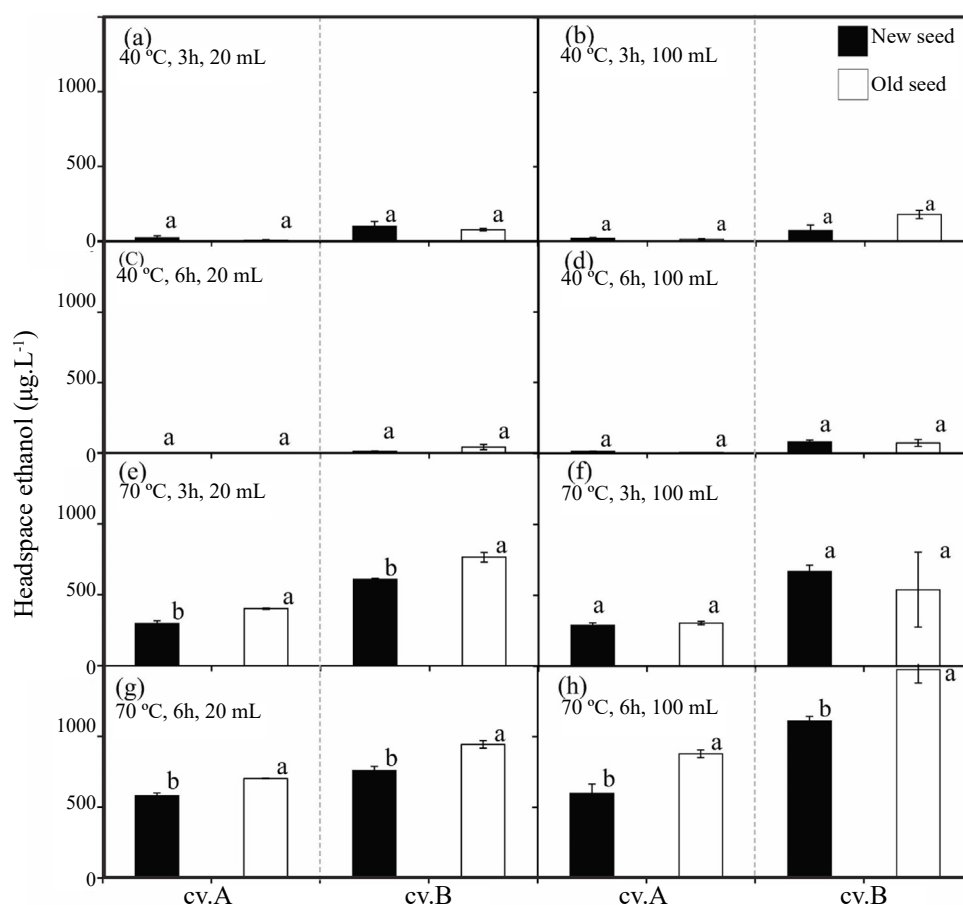 (a)
40 ºC, 3h, 20 mL
(b)
40 ºC, 3h, 100 mL
New seed
Old seed
1000
500
0
a
a
a
a
a
a
a
a
(C)
40 ºC, 6h, 20 mL
(d)
40 ºC, 6h, 100 mL
1000
500
0
a
a
a
a
a
a
a
a
(e)
70 ºC, 3h, 20 mL
(f)
70 ºC, 3h, 100 mL
1000
500
0
b
a
b
a
a
a
a
a
(g)
70 ºC, 6h, 20 mL
(h)
70 ºC, 6h, 100 mL
1000
500
0
b
a
b
a
b
a
b
a
Headspace ethanol (µg.L-1)
cv.A
cv.B
cv.A
cv.B